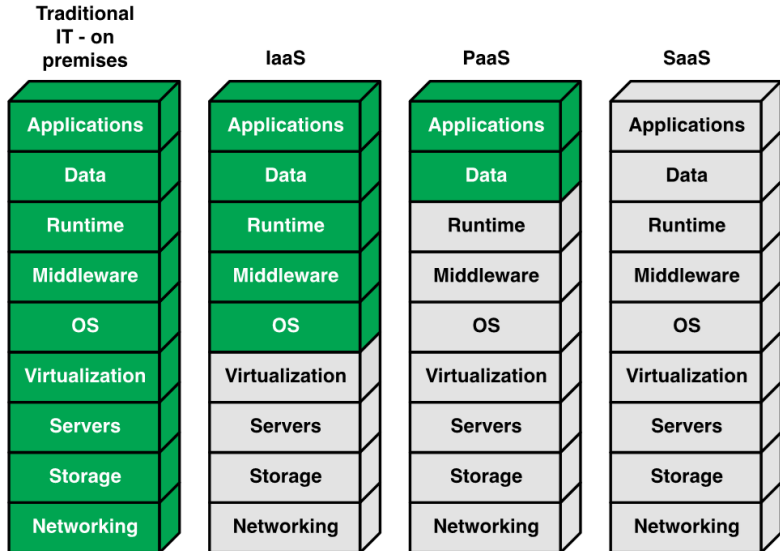 Traditional
IT - on
premises
IaaS
PaaS
SaaS
Applications
Applications
Applications
Applications
Data
Data
Data
Data
Runtime
Runtime
Runtime
Runtime
Middleware
Middleware
Middleware
Middleware
OS
OS
OS
OS
Virtualization
Virtualization
Virtualization
Virtualization
Servers
Servers
Servers
Servers
Storage
Storage
Storage
Storage
Networking
Networking
Networking
Networking